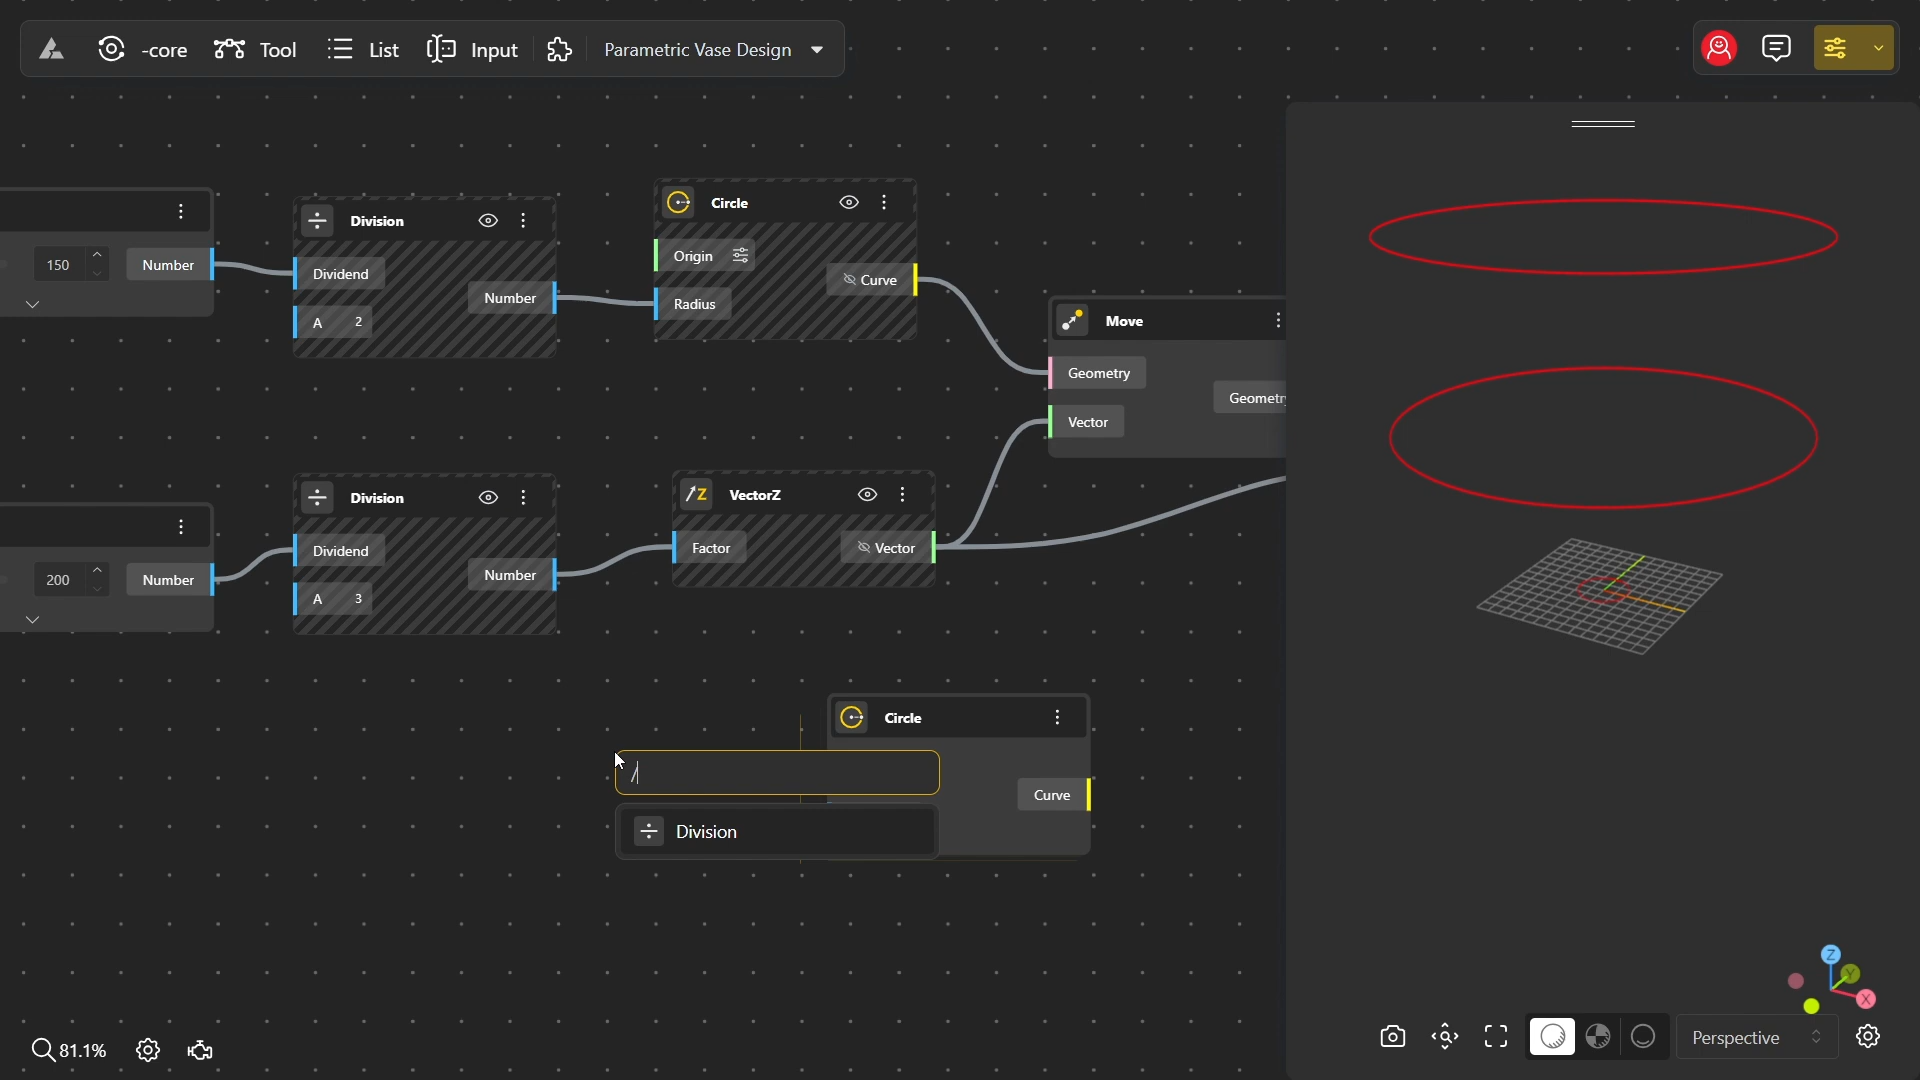 -core Tool List Input Parametric Vase Design
Circle
Division
Origin
150 Number Dividend Curve
Number Radius
A 2
Move
Geometry
Geometr
Vector
Division VectorZ
Dividend Factor Vector
200 Number Number
A 3
Circle
/
Curve
Division
Z
Y
X
81.1% Perspective